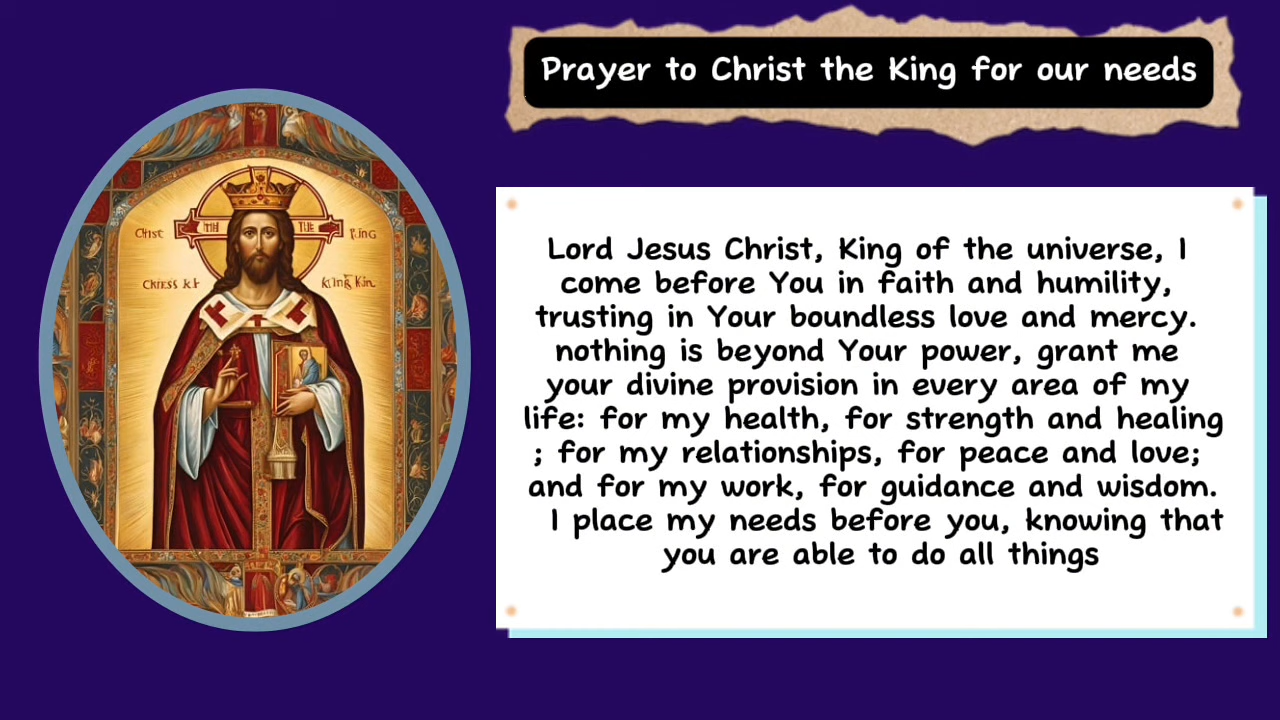 Prayer to Christ the King for our needs
Lord Jesus Christ, King of the universe, I
come before You in faith and humility,
trusting in Your boundless love and mercy.
nothing is beyond Your power, grant me
your divine provision in every area of my
life: for my health, for strength and healing
; for my relationships, for peace and love;
and for my work, for guidance and wisdom.
I place my needs before you, knowing that
you are able to do all things